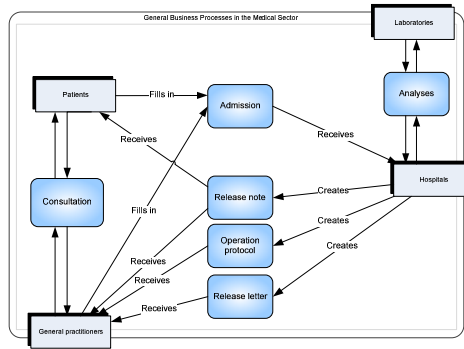 General Business Processes in the Medical Sector
Laboratories
Patients
Fills in
Admission
Analyses
Receives
Receives
Hospitals
Consultation
Release note
Creates
Fills in
Creates
Operation
protocol
Creates
Receives
Receives
Release letter
Receives
General practitioners